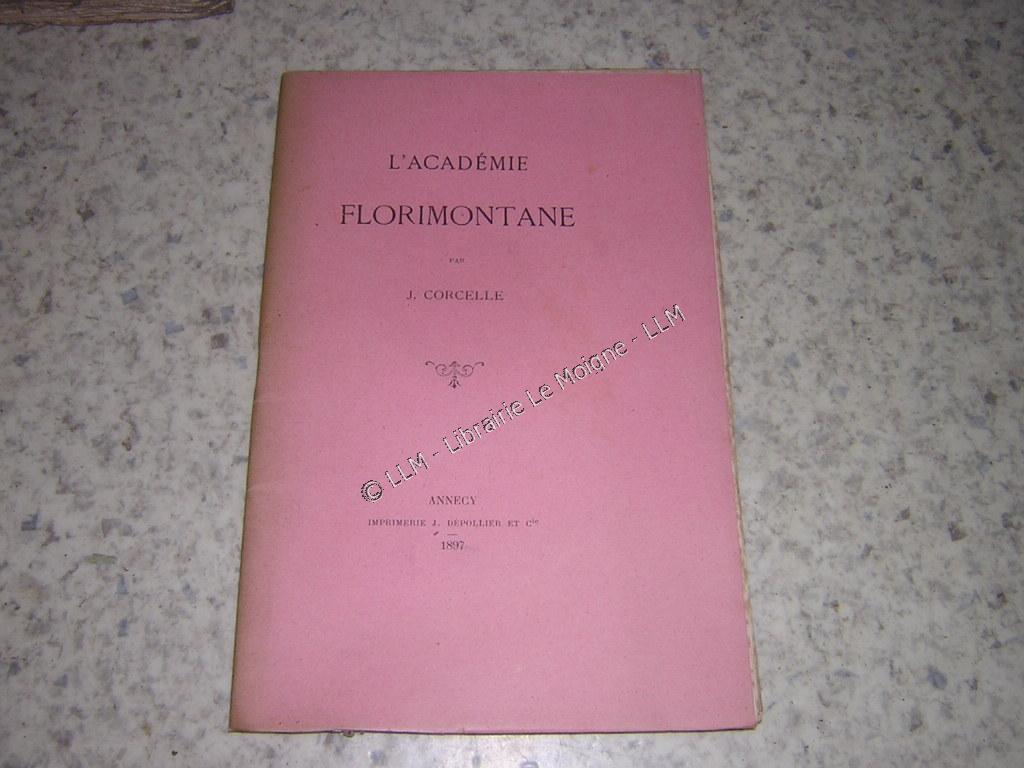 L'ACADÉMIE
FLORIMONTANE
PAR
J. CORCELLE
© LLM - Librairie Le Moigne - LLM
ANNECY
IMPRIMERIE J. DÉPOLLIER ET Cie
1897